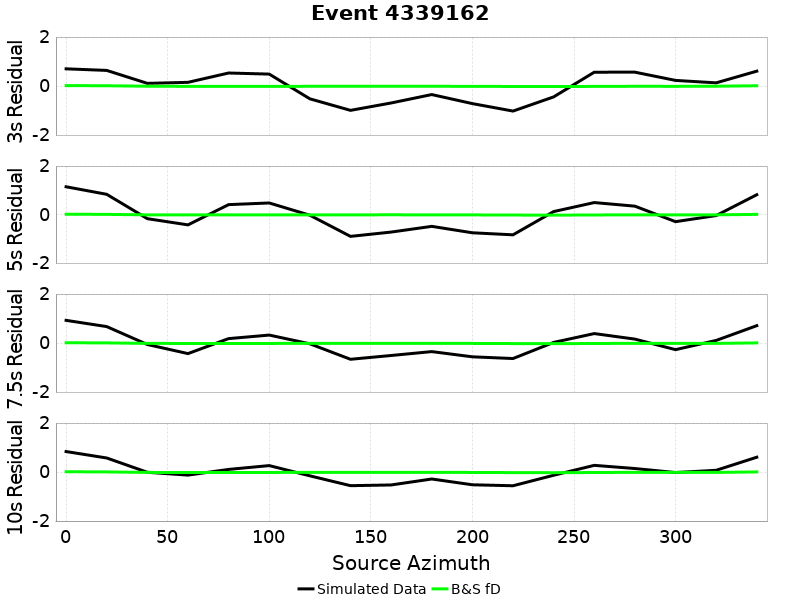 Event 4339162
3s Residual
2
0
-2
5s Residual
2
0
-2
7.5s Residual
2
0
-2
10s Residual
2
0
-2
0 50 100 150 200 250 300
Source Azimuth
Simulated Data B&S fD